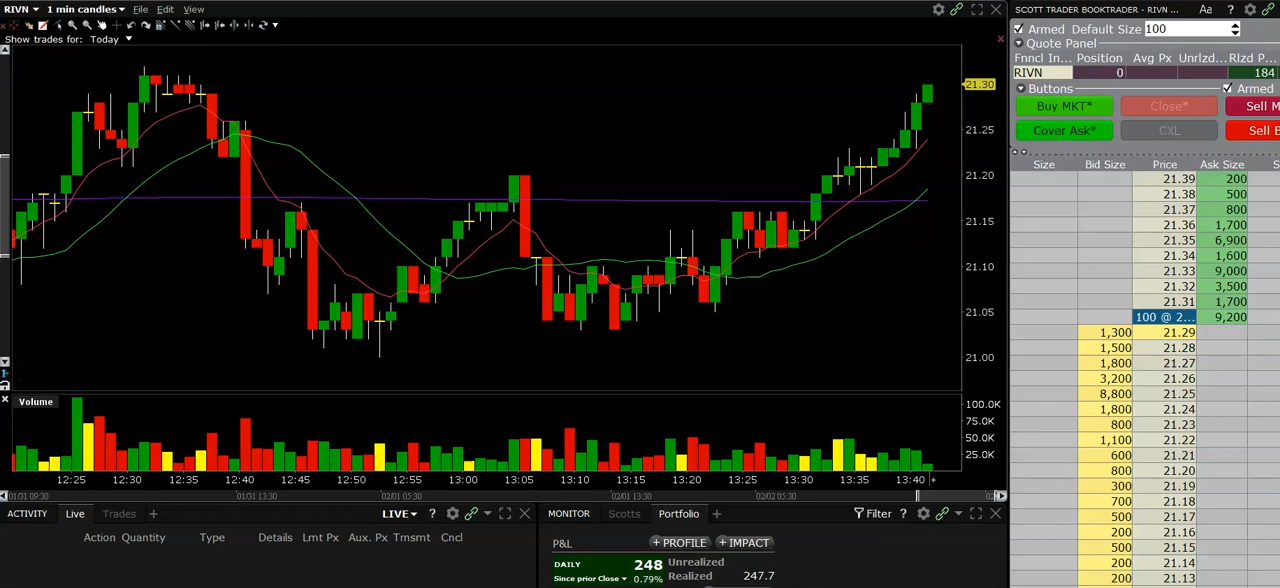 RIVN 1 min candles File Edit View
Show trades for: Today
21.30
21.25
21.20
21.15
21.10
21.05
21.00
Volume
100.0K
75.0K
50.0K
25.0K
12:25 12:30 12:35 12:40 12:45 12:50 12:55 13:00 13:05 13:10 13:15 13:20 13:25 13:30 13:35 13:40
01/31 09:30 01/31 13:30 02/01 05:30 02/01 13:30 02/02 05:30
ACTIVITY Live Trades + LIVE ?
Action Quantity Type Details Lmt Px Aux. Px Trnsmt Cncl
MONITOR Scotts Portfolio + Filter ?
P&L + PROFILE + IMPACT
DAILY 248 Unrealized
Since prior Close 0.79% Realized 247.7
SCOTT TRADER BOOKTRADER - RIVN ... Aa ?
Armed Default Size 100
Quote Panel
Fnncl In... Position Avg Px Unrlzd... Rlzd P...
RIVN 0 184
Buttons Armed
Buy MKT* Close* Sell M
Cover Ask* CXL Sell B
Size Bid Size Price Ask Size S
21.39 200
21.38 500
21.37 800
21.36 1,700
21.35 6,900
21.34 1,600
21.33 9,000
21.32 3,500
21.31 1,700
100 @ 2... 9,200
1,300 21.29
1,500 21.28
1,800 21.27
3,200 21.26
8,800 21.25
1,800 21.24
800 21.23
1,100 21.22
600 21.21
800 21.20
300 21.19
700 21.18
500 21.17
200 21.16
500 21.15
200 21.14
200 21.13